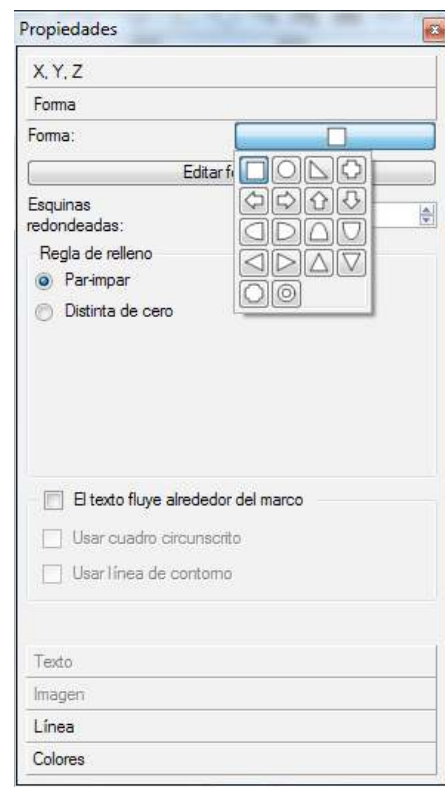 Propiedades
X, Y, Z
Forma
Forma:
Editar
Esquinas
redondeadas:
Regla de relleno
Par-impar
Distinta de cero
El texto fluye alrededor del marco
Usar cuadro circunscrito
Usar línea de contorno
Texto
Imagen
Línea
Colores